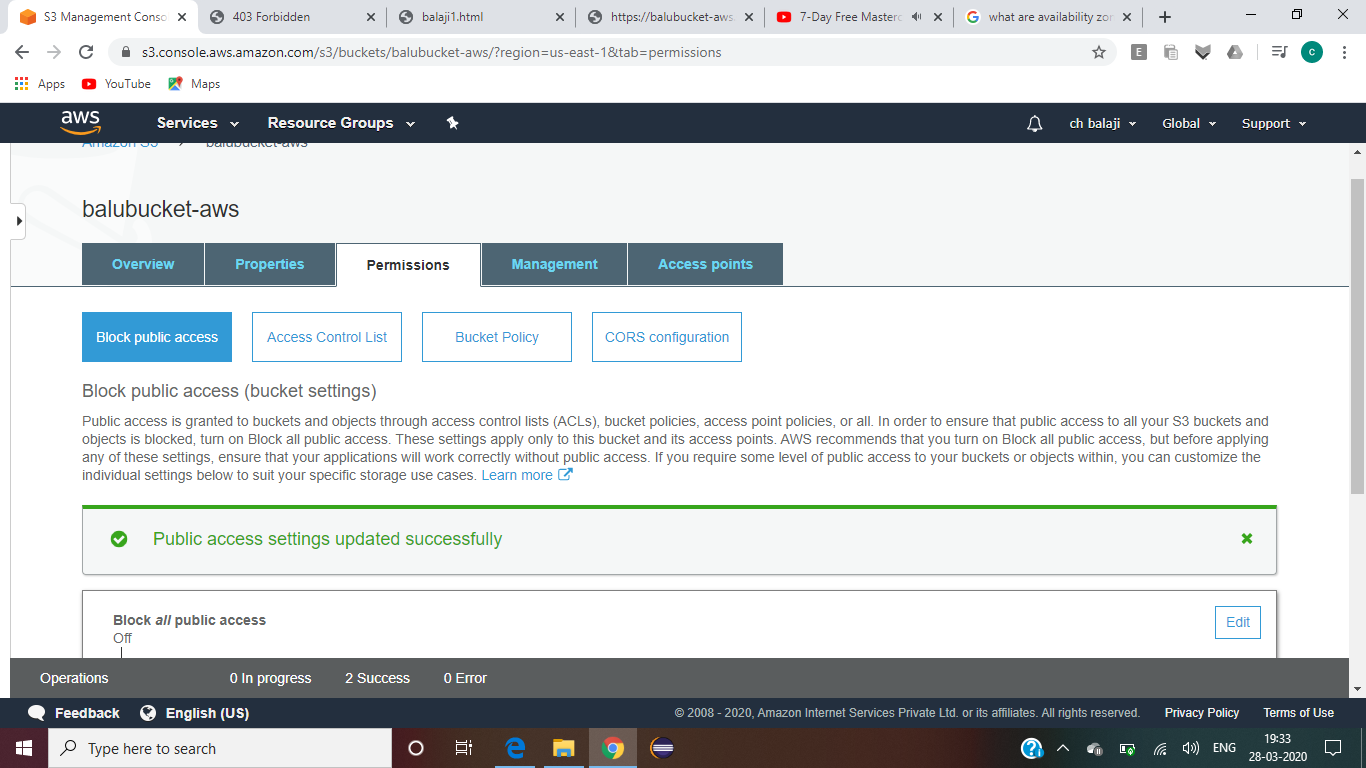 S3 Management Conso
403 Forbidden
balaji1.html
https://balubucket-aws.
7-Day Free Masterc
what are availability zor
s3.console.aws.amazon.com/s3/buckets/balubucket-aws/?region=us-east-1&tab=permissions
E
c
Apps
YouTube
Maps
aws
Services
Resource Groups
ch balaji
Global
Support
Amazon S3
balubucket-aws
balubucket-aws
Overview
Properties
Permissions
Management
Access points
Block public access
Access Control List
Bucket Policy
CORS configuration
Block public access (bucket settings)
Public access is granted to buckets and objects through access control lists (ACLs), bucket policies, access point policies, or all. In order to ensure that public access to all your S3 buckets and
objects is blocked, turn on Block all public access. These settings apply only to this bucket and its access points. AWS recommends that you turn on Block all public access, but before applying
any of these settings, ensure that your applications will work correctly without public access. If you require some level of public access to your buckets or objects within, you can customize the
individual settings below to suit your specific storage use cases. Learn more
Public access settings updated successfully
Block all public access
Off
Edit
Operations
0 In progress
2 Success
0 Error
Feedback
English (US)
© 2008 - 2020, Amazon Internet Services Private Ltd. or its affiliates. All rights reserved.
Privacy Policy
Terms of Use
Type here to search
ENG
19:33
28-03-2020